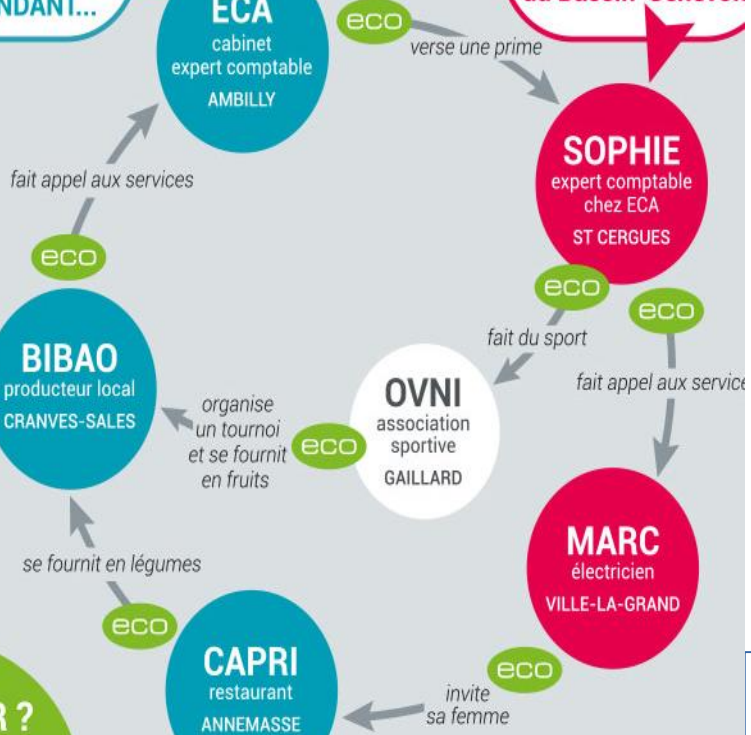 NDANT...
ECA
cabinet
expert comptable
AMBILLY
eco
verse une prime
SOPHIE
expert comptable
chez ECA
ST CERGUES
fait appel aux services
eco
eco
eco
fait du sport
fait appel aux service
BIBAO
producteur local
CRANVES-SALES
organise
un tournoi
et se fournit
en fruits
eco
OVNI
association
sportive
GAILLARD
MARC
électricien
VILLE-LA-GRAND
se fournit en légumes
eco
CAPRI
restaurant
ANNEMASSE
eco
invite
sa femme
R ?